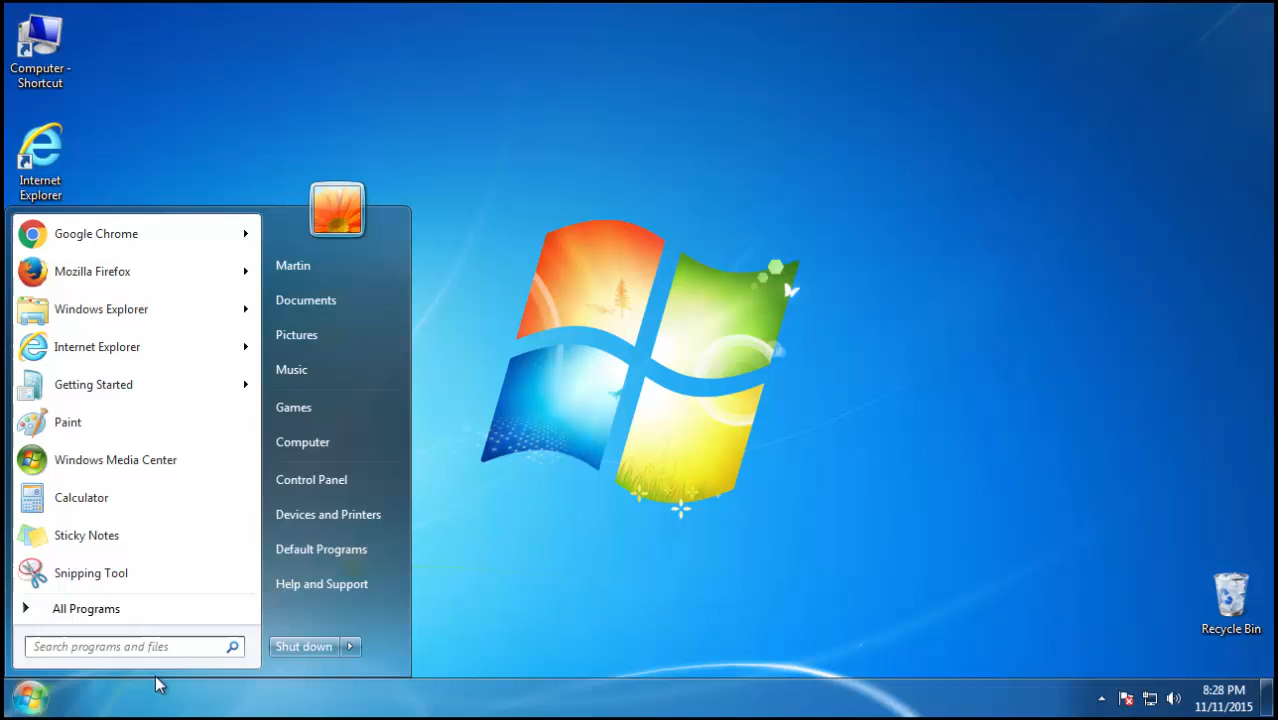 Computer -
Shortcut
Internet
Explorer
Google Chrome
Mozilla Firefox
Windows Explorer
Internet Explorer
Getting Started
Paint
Windows Media Center
Calculator
Sticky Notes
Snipping Tool
All Programs
Search programs and files
Martin
Documents
Pictures
Music
Games
Computer
Control Panel
Devices and Printers
Default Programs
Help and Support
Shut down
Recycle Bin
8:28 PM
11/11/2015